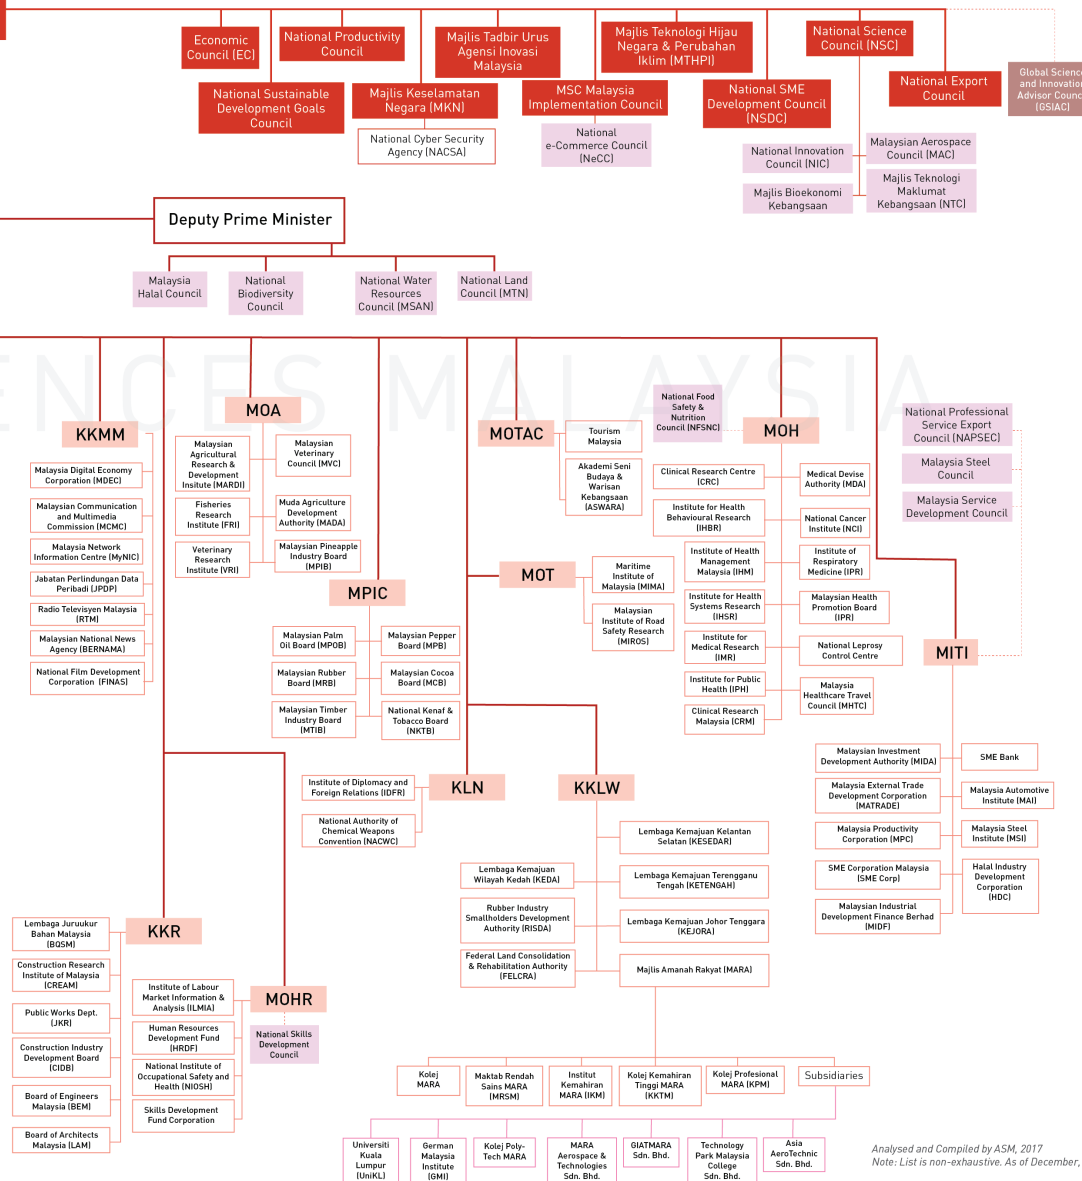 Economic
Council (EC)
National Productivity
Council
Majlis Tadbir Urus
Agensi Inovasi
Malaysia
Majlis Teknologi Hijau
Negara & Perubahan
Iklim (MTHPI)
National Science
Council (NSC)
National Sustainable
Development Goals
Council
Majlis Keselamatan
Negara (MKN)
MSC Malaysia
Implementation Council
National SME
Development Council
(NSDC)
National Export
Council
Global Science
and Innovation
Advisor Counc
(GSIAC)
National Cyber Security
Agency (NACSA)
National
e-Commerce Council
(NeCC)
National Innovation
Council (NIC)
Malaysian Aerospace
Council (MAC)
Majlis Bioekonomi
Kebangsaan
Majlis Teknologi
Maklumat
Kebangsaan (NTC)
Deputy Prime Minister
Malaysia
Halal Council
National
Biodiversity
Council
National Water
Resources
Council (MSAN)
National Land
Council (MTN)
ENCES MALAYSIA
KKMM
Malaysia Digital Economy
Corporation (MDEC)
Malaysian Communication
and Multimedia
Commission (MCMC)
Malaysia Network
Information Centre (MyNIC)
Jabatan Perlindungan Data
Peribadi (JPDP)
Radio Televisyen Malaysia
(RTM)
Malaysian National News
Agency (BERNAMA)
National Film Development
Corporation (FINAS)
MOA
Malaysian
Agricultural
Research &
Development
Insitute (MARDI)
Malaysian
Veterinary
Council (MVC)
Fisheries
Research
Institute (FRI)
Muda Agriculture
Development
Authority (MADA)
Veterinary
Research
Institute (VRI)
Malaysian Pineapple
Industry Board
(MPIB)
MPIC
Malaysian Palm
Oil Board (MPOB)
Malaysian Pepper
Board (MPB)
Malaysian Rubber
Board (MRB)
Malaysian Cocoa
Board (MCB)
Malaysian Timber
Industry Board
(MTIB)
National Kenaf &
Tobacco Board
(NKTB)
MOTAC
Tourism
Malaysia
Akademi Seni
Budaya &
Warisan
Kebangsaan
(ASWARA)
MOT
Maritime
Institute of
Malaysia (MIMA)
Malaysian
Institute of Road
Safety Research
(MIROS)
National Food
Safety &
Nutrition
Council (NFSNC)
MOH
Clinical Research Centre
(CRC)
Medical Devise
Authority (MDA)
Institute for Health
Behavioural Research
(IHBR)
National Cancer
Institute (NCI)
Institute of Health
Management
Malaysia (IHM)
Institute of
Respiratory
Medicine (IPR)
Institute for Health
Systems Research
(IHSR)
Malaysian Health
Promotion Board
(IPR)
Institute for
Medical Research
(IMR)
National Leprosy
Control Centre
Institute for Public
Health (IPH)
Malaysia
Healthcare Travel
Council (MHTC)
Clinical Research
Malaysia (CRM)
National Professional
Service Export
Council (NAPSEC)
Malaysia Steel
Council
Malaysia Service
Development Council
MITI
Malaysian Investment
Development Authority (MIDA)
SME Bank
Malaysia External Trade
Development Corporation
(MATRADE)
Malaysia Automotive
Institute (MAI)
Malaysia Productivity
Corporation (MPC)
Malaysia Steel
Institute (MSI)
SME Corporation Malaysia
(SME Corp)
Halal Industry
Development
Corporation
(HDC)
Malaysian Industrial
Development Finance Berhad
(MIDF)
KLN
Institute of Diplomacy and
Foreign Relations (IDFR)
National Authority of
Chemical Weapons
Convention (NACWC)
KKLW
Lembaga Kemajuan Kelantan
Selatan (KESEDAR)
Lembaga Kemajuan
Wilayah Kedah (KEDA)
Lembaga Kemajuan Terengganu
Tengah (KETENGAH)
Rubber Industry
Smallholders Development
Authority (RISDA)
Lembaga Kemajuan Johor Tenggara
(KEJORA)
Federal Land Consolidation
& Rehabilitation Authority
(FELCRA)
Majlis Amanah Rakyat (MARA)
KKR
Lembaga Juruukur
Bahan Malaysia
(BQSM)
Construction Research
Institute of Malaysia
(CREAM)
Public Works Dept.
(JKR)
Construction Industry
Development Board
(CIDB)
Board of Engineers
Malaysia (BEM)
Board of Architects
Malaysia (LAM)
MOHR
Institute of Labour
Market Information &
Analysis (ILMIA)
Human Resources
Development Fund
(HRDF)
National Institute of
Occupational Safety and
Health (NIOSH)
Skills Development
Fund Corporation
National Skills
Development
Council
Kolej
MARA
Maktab Rendah
Sains MARA
(MRSM)
Institut
Kemahiran
MARA (IKM)
Kolej Kemahiran
Tinggi MARA
(KKTM)
Kolej Profesional
MARA (KPM)
Subsidiaries
Universiti
Kuala
Lumpur
(UniKL)
German
Malaysia
Institute
(GMI)
Kolej Poly-
Tech MARA
MARA
Aerospace &
Technologies
Sdn. Bhd.
GIATMARA
Sdn. Bhd.
Technology
Park Malaysia
College
Sdn. Bhd.
Asia
AeroTechnic
Sdn. Bhd.
Analysed and Compiled by ASM, 2017
Note: List is non-exhaustive. As of December,